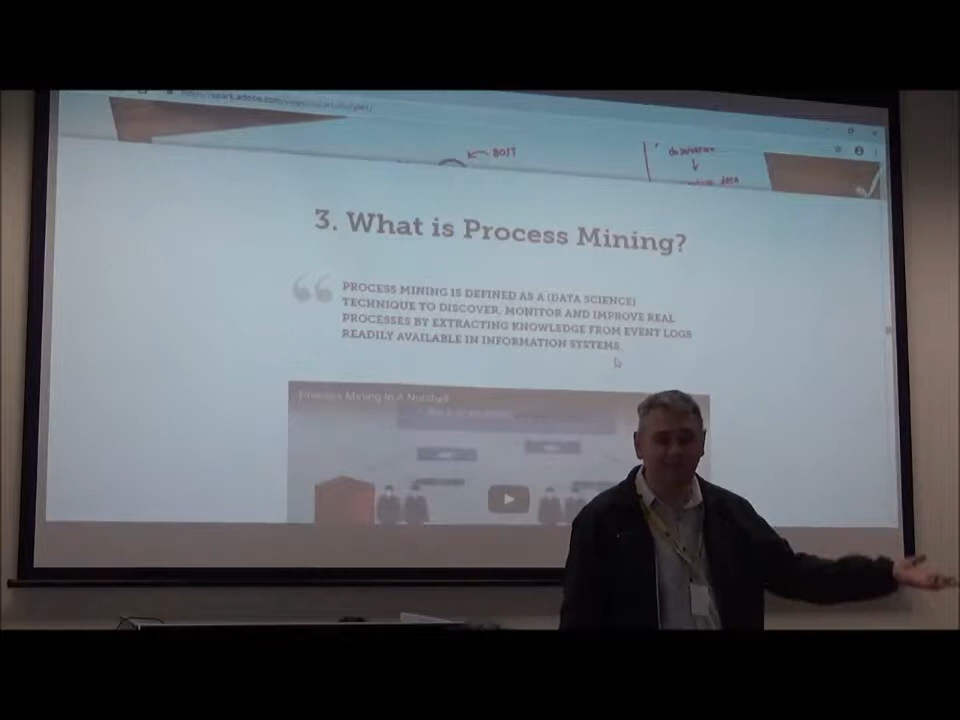 BOST
3. What is Process Mining?
PROCESS MINING IS DEFINED AS A (DATA SCIENCE)
TECHNIQUE TO DISCOVER, MONITOR AND IMPROVE REAL
PROCESSES BY EXTRACTING KNOWLEDGE FROM EVENT LOGS
READILY AVAILABLE IN INFORMATION SYSTEMS
Process Mining in A Nutshell